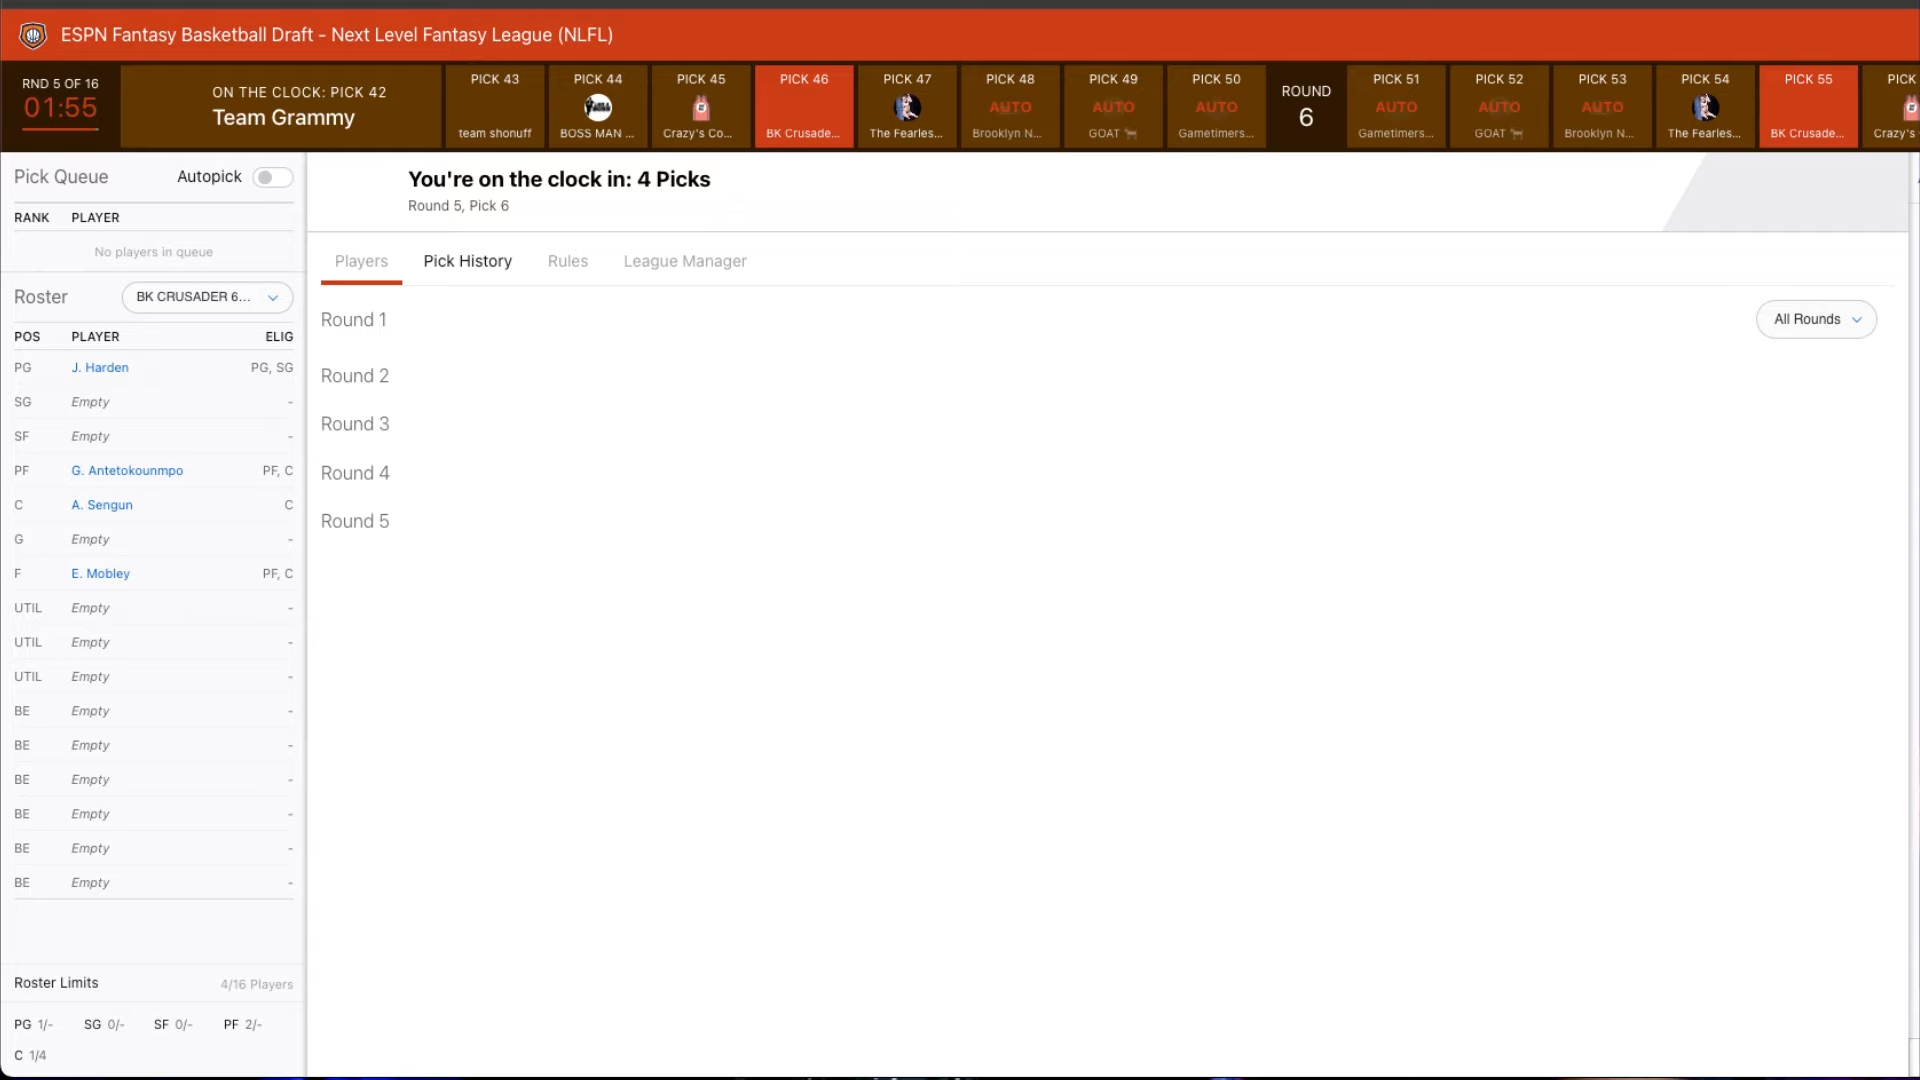 ESPN Fantasy Basketball Draft - Next Level Fantasy League (NLFL)
RND 5 OF 16
01:55
ON THE CLOCK: PICK 42
Team Grammy
PICK 43
team shonuff
PICK 44
BOSS MAN ...
PICK 45
Crazy's Co...
PICK 46
BK Crusade...
PICK 47
The Fearles...
PICK 48
AUTO
Brooklyn N...
PICK 49
AUTO
GOAT 🐐
PICK 50
AUTO
Gametimers...
ROUND
6
PICK 51
AUTO
Gametimers...
PICK 52
AUTO
GOAT 🐐
PICK 53
AUTO
Brooklyn N...
PICK 54
The Fearles...
PICK 55
BK Crusade...
PICK
Crazy's
Pick Queue
Autopick
RANK PLAYER
No players in queue
Roster
BK CRUSADER 6...
POS PLAYER ELIG
PG J. Harden PG, SG
SG Empty -
SF Empty -
PF G. Antetokounmpo PF, C
C A. Sengun C
G Empty -
F E. Mobley PF, C
UTIL Empty -
UTIL Empty -
UTIL Empty -
BE Empty -
BE Empty -
BE Empty -
BE Empty -
BE Empty -
BE Empty -
Roster Limits 4/16 Players
PG 1/- SG 0/- SF 0/- PF 2/-
C 1/4
You're on the clock in: 4 Picks
Round 5, Pick 6
Players Pick History Rules League Manager
Round 1
All Rounds
Round 2
Round 3
Round 4
Round 5